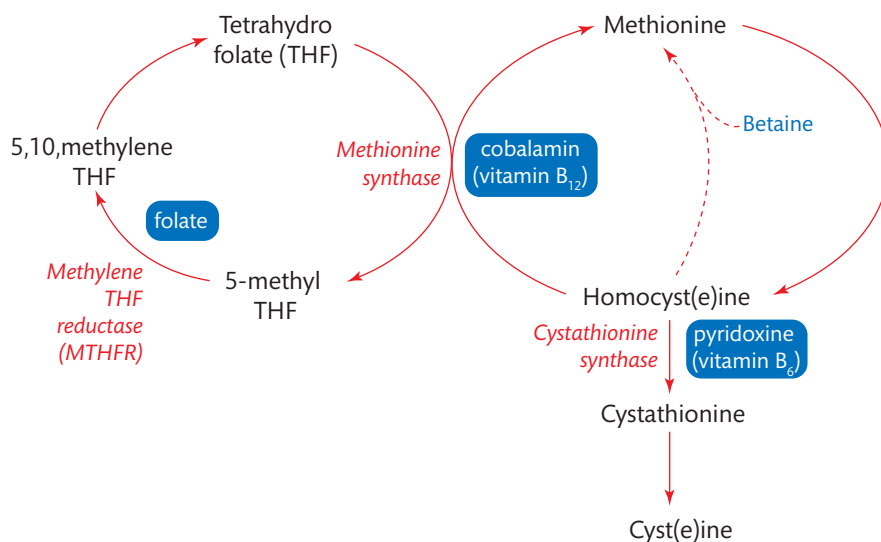 Tetrahydro
folate (THF)
Methionine
5,10,methylene
THF
Methionine
synthase
cobalamin
(vitamin B12)
Betaine
folate
Methylene
THF
reductase
(MTHFR)
5-methyl
THF
Homocyst(e)ine
Cystathionine
synthase
pyridoxine
(vitamin B6)
Cystathionine
Cyst(e)ine